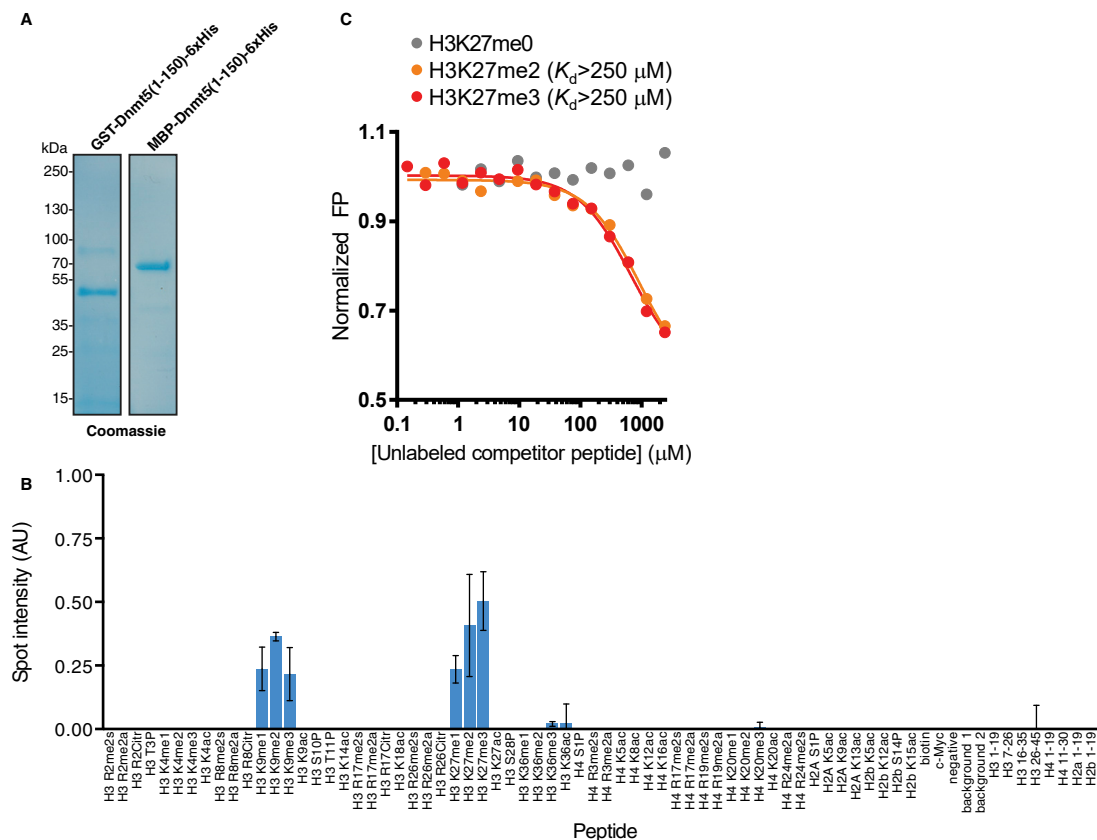 A
GST-Dnmt5(1-150)-6xHis
MBP-Dnmt5(1-150)-6xHis
kDa
250-
130-
100-
70-
55-
35-
25-
15-
Coomassie
C
H3K27me0
H3K27me2 (Kd>250 μM)
H3K27me3 (Kd>250 μM)
Normalized FP
1.1
0.9
0.7
0.5
0.1 1 10 100 1000
[Unlabeled competitor peptide] (μM)
B
Spot intensity (AU)
1.00
0.75
0.50
0.25
0.00
H3 R2me2s
H3 R2me2a
H3 R2Citr
H3 T3P
H3 K4me1
H3 K4me2
H3 K4me3
H3 K4ac
H3 R8me2s
H3 R8me2a
H3 R8Citr
H3 K9me1
H3 K9me2
H3 K9me3
H3 K9ac
H3 S10P
H3 T11P
H3 K14ac
H3 R17me2s
H3 R17me2a
H3 R17Citr
H3 K18ac
H3 R26me2s
H3 R26me2a
H3 R26Citr
H3 K27me1
H3 K27me2
H3 K27me3
H3 K27ac
H3 S28P
H3 K36me1
H3 K36me2
H3 K36me3
H3 K36ac
H4 S1P
H4 R3me2s
H4 R3me2a
H4 K5ac
H4 K8ac
H4 K12ac
H4 K16ac
H4 R17me2s
H4 R17me2a
H4 R19me2s
H4 R19me2a
H4 K20me1
H4 K20me2
H4 K20me3
H4 K20ac
H4 R24me2a
H4 R24me2s
H2A S1P
H2A K5ac
H2A K9ac
H2A K13ac
H2b K5ac
H2b K12ac
H2b S14P
H2b K15ac
biotin
c-Myc
negative
background 1
background 2
H3 1-19
H3 7-26
H3 16-35
H3 26-45
H4 1-19
H4 11-30
H2a 1-19
H2b 1-19
Peptide